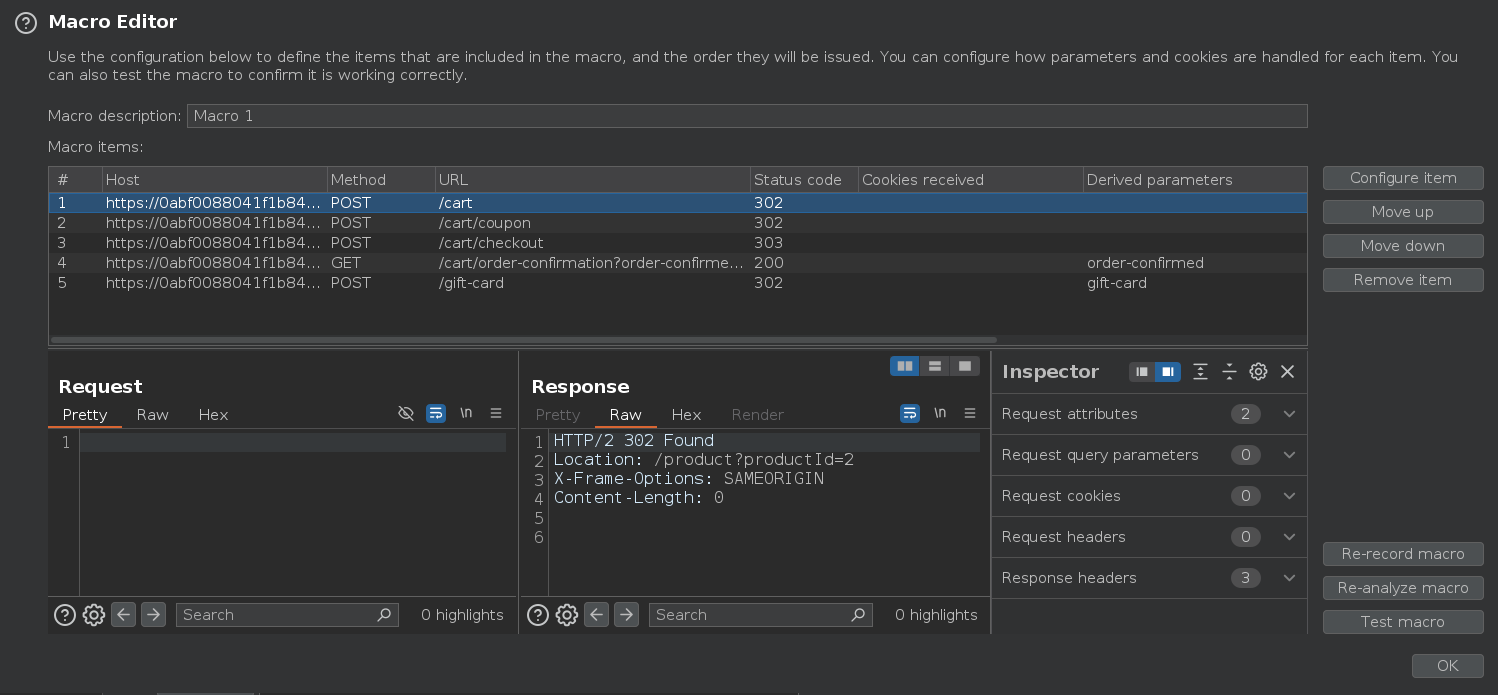 Macro Editor
Use the configuration below to define the items that are included in the macro, and the order they will be issued. You can configure how parameters and cookies are handled for each item. You
can also test the macro to confirm it is working correctly.
Macro description: Macro 1
Macro items:
# Host Method URL Status code Cookies received Derived parameters
1 https://0abf0088041f1b84... POST /cart 302
2 https://0abf0088041f1b84... POST /cart/coupon 302
3 https://0abf0088041f1b84... POST /cart/checkout 303
4 https://0abf0088041f1b84... GET /cart/order-confirmation?order-confirme... 200 order-confirmed
5 https://0abf0088041f1b84... POST /gift-card 302 gift-card
Configure item
Move up
Move down
Remove item
Request
Pretty Raw Hex \n
1
Search 0 highlights
Response
Pretty Raw Hex Render \n
1 HTTP/2 302 Found
2 Location: /product?productId=2
3 X-Frame-Options: SAMEORIGIN
4 Content-Length: 0
5
6
Search 0 highlights
Inspector
Request attributes 2
Request query parameters 0
Request cookies 0
Request headers 0
Response headers 3
Re-record macro
Re-analyze macro
Test macro
OK